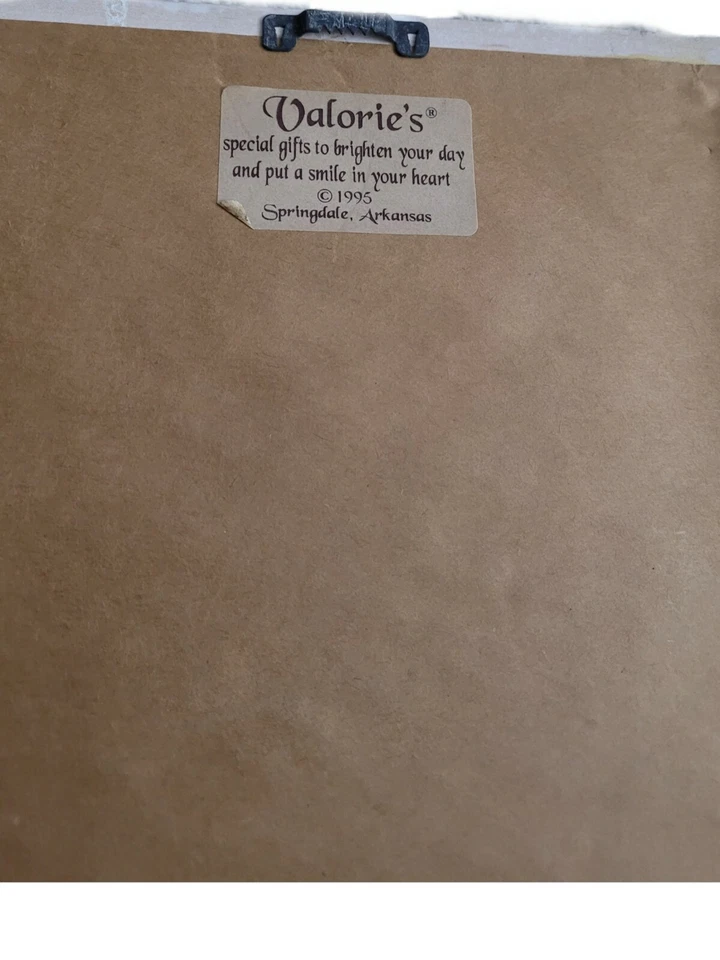 Valorie's®
special gifts to brighten your day
and put a smile in your heart
© 1995
Springdale, Arkansas